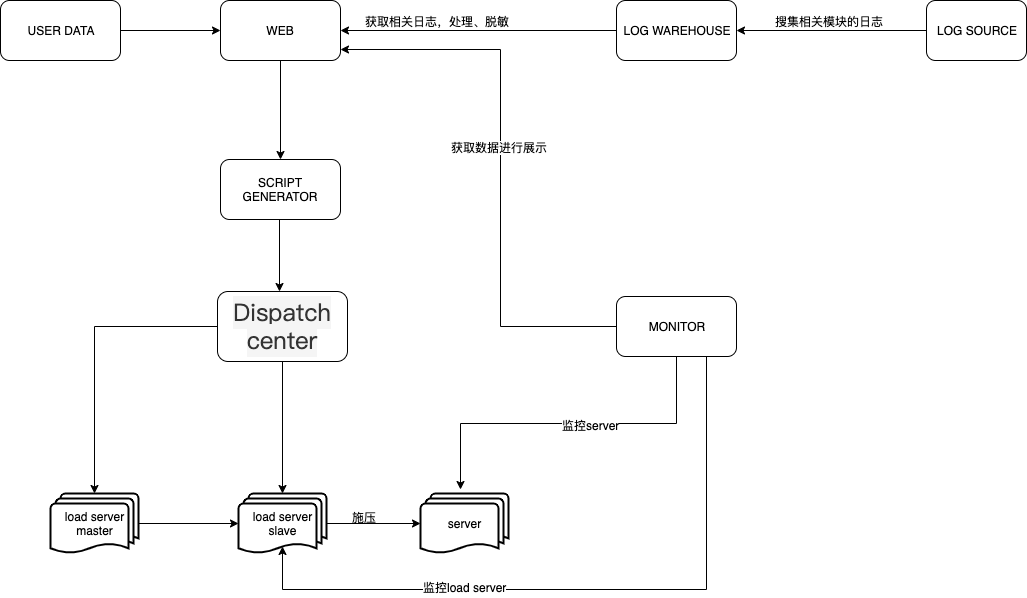 USER DATA
WEB
获取相关日志，处理、脱敏
LOG WAREHOUSE
搜集相关模块的日志
LOG SOURCE
获取数据进行展示
SCRIPT
GENERATOR
Dispatch
center
MONITOR
监控server
load server
master
load server
slave
施压
server
监控load server